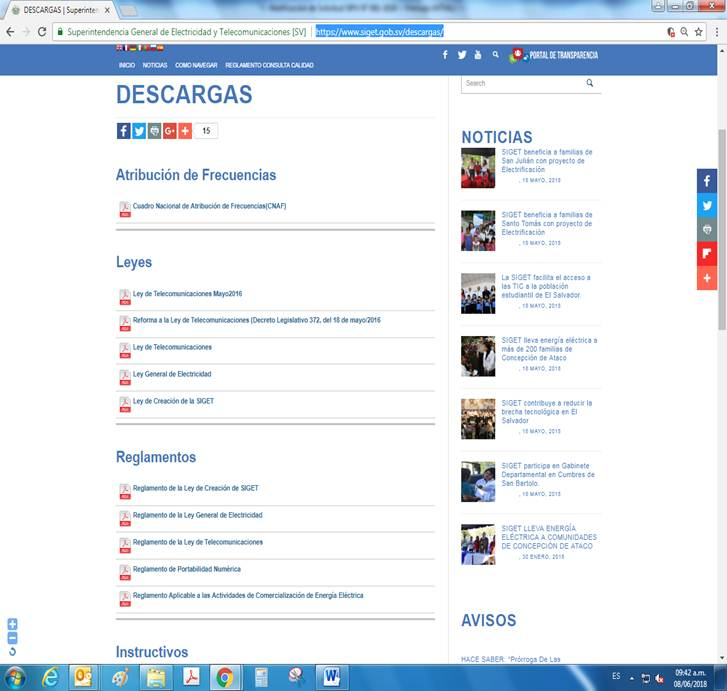 DESCARGAS | Superinten
Superintendencia General de Electricidad y Telecomunicaciones [SV]
https://www.siget.gob.sv/descargas/
INICIO NOTICIAS COMO NAVEGAR REGLAMENTO CONSULTA CALIDAD
PORTAL DE TRANSPARENCIA
DESCARGAS
15
Atribución de Frecuencias
Cuadro Nacional de Atribución de Frecuencias(CNAF)
Leyes
Ley de Telecomunicaciones Mayo2016
Reforma a la Ley de Telecomunicaciones (Decreto Legislativo 372, del 18 de mayo/2016
Ley de Telecomunicaciones
Ley General de Electricidad
Ley de Creación de la SIGET
Reglamentos
Reglamento de la Ley de Creación de SIGET
Reglamento de la Ley General de Electricidad
Reglamento de la Ley de Telecomunicaciones
Reglamento de Portabilidad Numérica
Reglamento Aplicable a las Actividades de Comercialización de Energía Eléctrica
Instructivos
Search
NOTICIAS
SIGET beneficia a familias de
San Julián con proyecto de
Electrificación
, 15 MAYO, 2015
SIGET beneficia a familias de
Santo Tomás con proyecto de
Electrificación
, 15 MAYO, 2015
La SIGET facilita el acceso a
las TIC a la población
estudiantil de El Salvador.
, 15 MAYO, 2015
SIGET lleva energía eléctrica a
más de 200 familias de
Concepción de Ataco
, 15 MAYO, 2015
SIGET contribuye a reducir la
brecha tecnológica en El
Salvador
, 15 MAYO, 2015
SIGET participa en Gabinete
Departamental en Cumbres de
San Bartolo.
, 15 MAYO, 2015
SIGET LLEVA ENERGÍA
ELÉCTRICA A COMUNIDADES
DE CONCEPCIÓN DE ATACO
, 30 ENERO, 2015
AVISOS
HACE SABER: "Prórroga De Las
ES
09:42 a.m.
08/06/2018